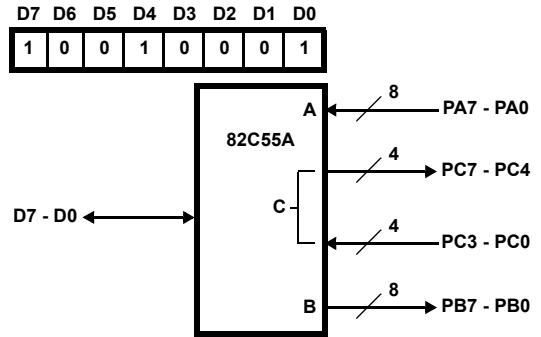 D7 D6 D5 D4 D3 D2 D1 D0
1 0 0 1 0 0 0 1
8
A PA7 - PA0
82C55A
4
PC7 - PC4
C
D7 - D0
4
PC3 - PC0
8
B PB7 - PB0